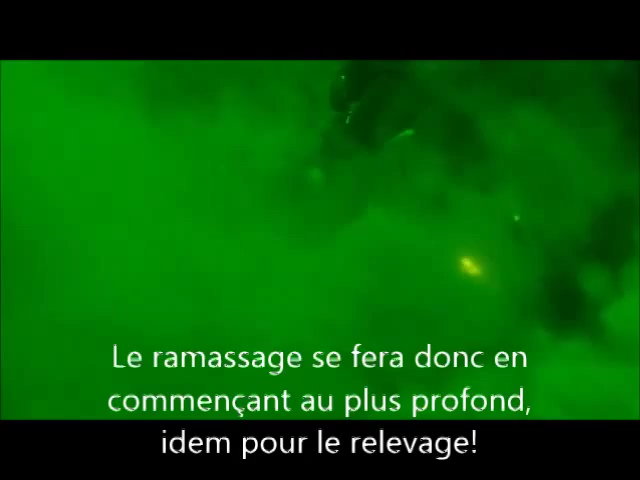 Le ramassage se fera donc en
commençant au plus profond,
idem pour le relevage!